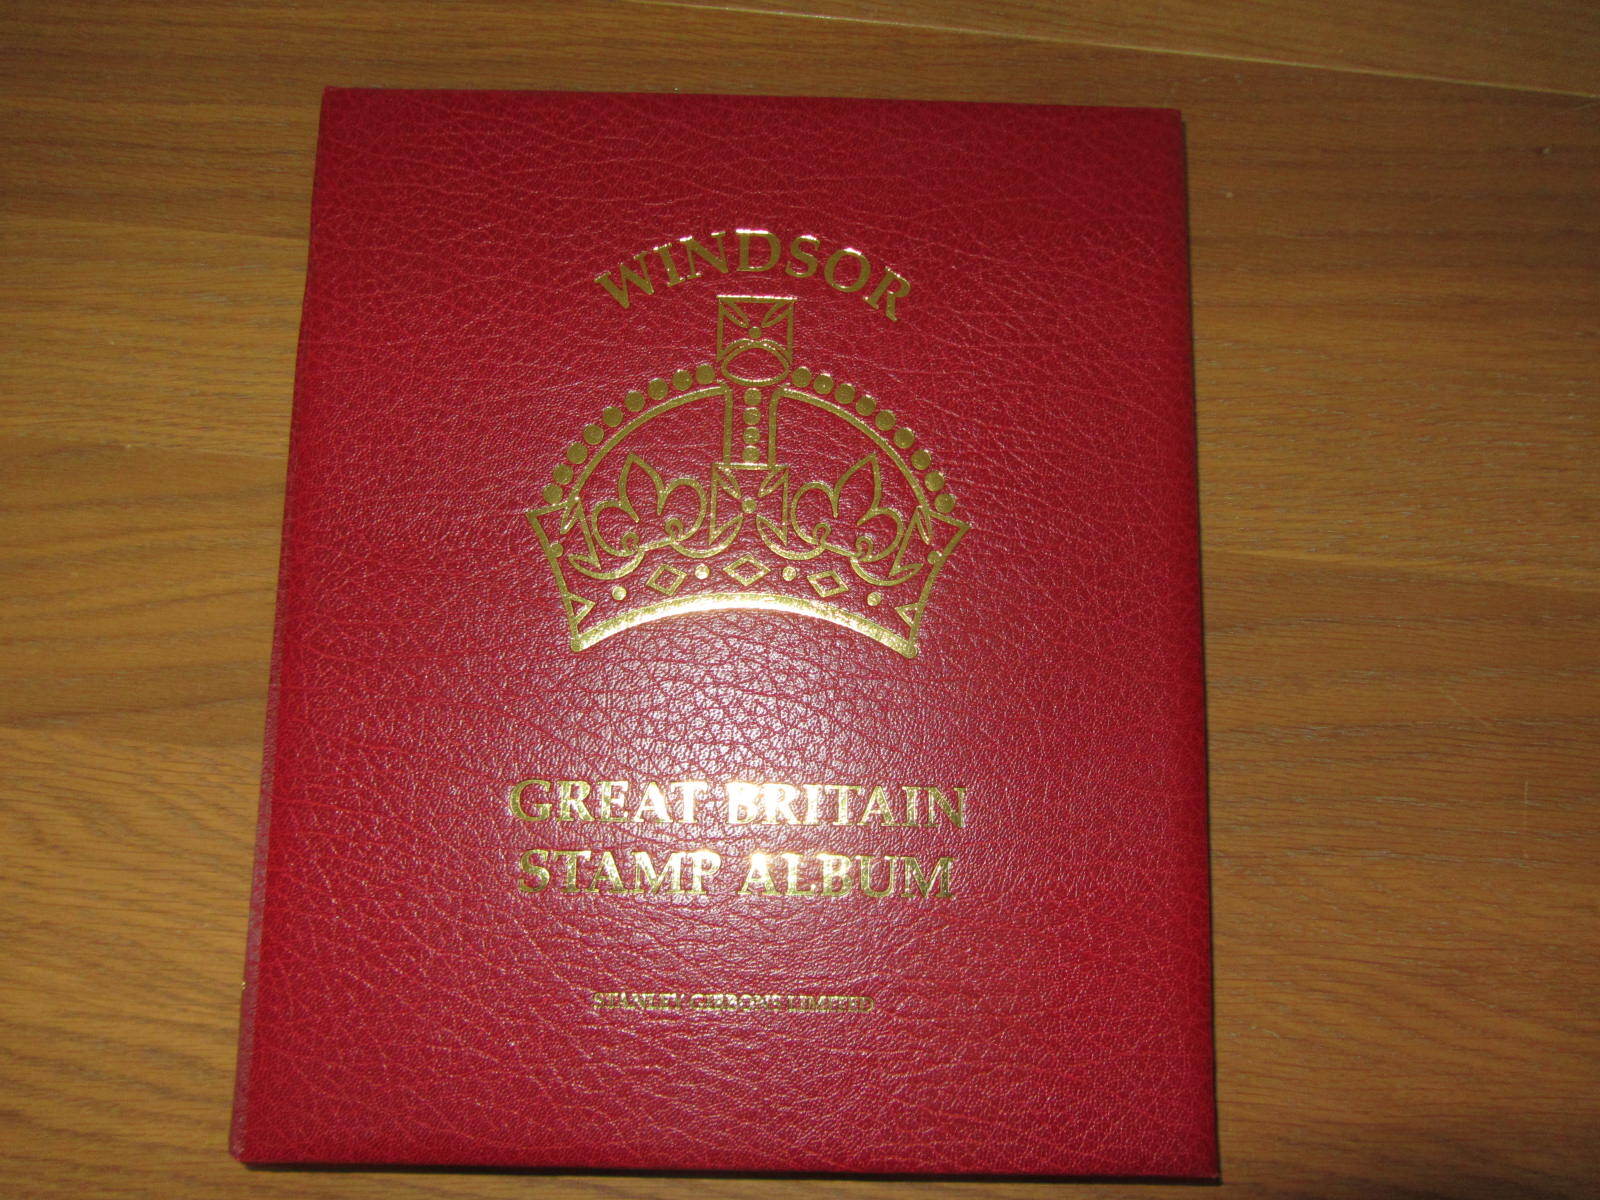 WINDSOR
GREAT BRITAIN
STAMP ALBUM
STANLEY GIBBONS LIMITED